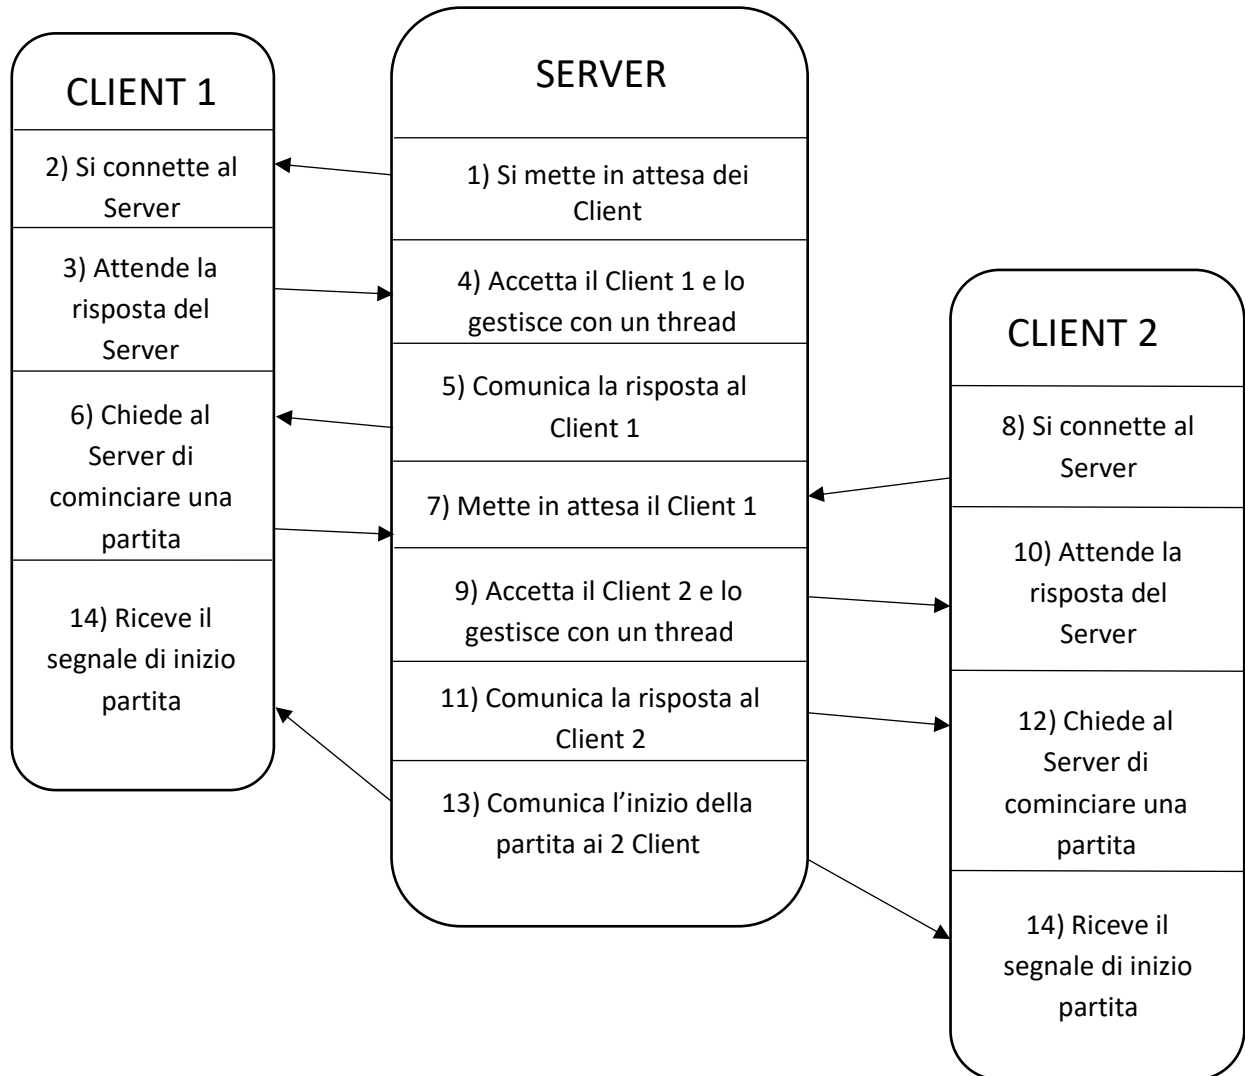 CLIENT 1
2) Si connette al
Server
3) Attende la
risposta del
Server
6) Chiede al
Server di
cominciare una
partita
14) Riceve il
segnale di inizio
partita
SERVER
1) Si mette in attesa dei
Client
4) Accetta il Client 1 e lo
gestisce con un thread
5) Comunica la risposta al
Client 1
7) Mette in attesa il Client 1
9) Accetta il Client 2 e lo
gestisce con un thread
11) Comunica la risposta al
Client 2
13) Comunica l’inizio della
partita ai 2 Client
CLIENT 2
8) Si connette al
Server
10) Attende la
risposta del
Server
12) Chiede al
Server di
cominciare una
partita
14) Riceve il
segnale di inizio
partita